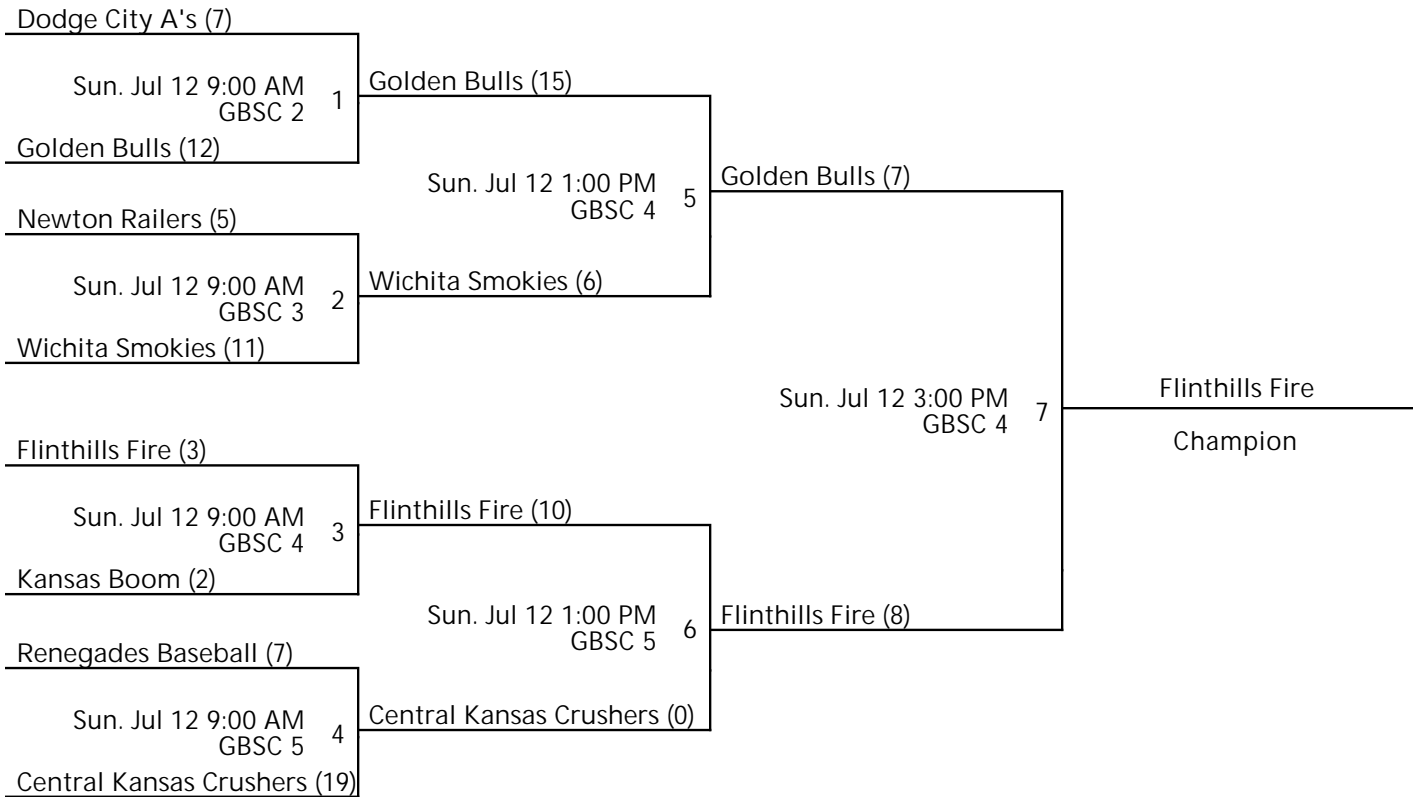 Dodge City A's (7)
Sun. Jul 12 9:00 AM
GBSC 2
1
Golden Bulls (12)
Golden Bulls (15)
Newton Railers (5)
Sun. Jul 12 9:00 AM
GBSC 3
2
Wichita Smokies (11)
Wichita Smokies (6)
Sun. Jul 12 1:00 PM
GBSC 4
5
Golden Bulls (7)
Flinthills Fire (3)
Sun. Jul 12 9:00 AM
GBSC 4
3
Kansas Boom (2)
Flinthills Fire (10)
Renegades Baseball (7)
Sun. Jul 12 9:00 AM
GBSC 5
4
Central Kansas Crushers (19)
Central Kansas Crushers (0)
Sun. Jul 12 1:00 PM
GBSC 5
6
Flinthills Fire (8)
Sun. Jul 12 3:00 PM
GBSC 4
7
Flinthills Fire
Champion